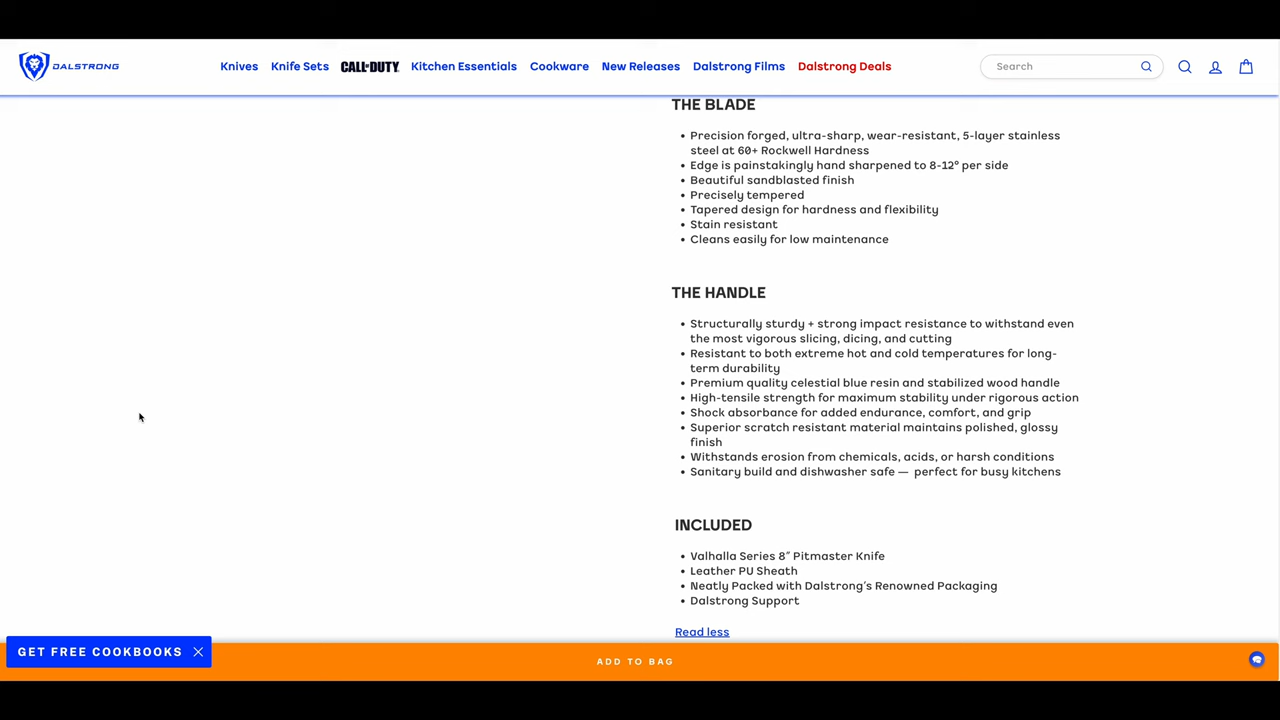 DALSTRONG
Knives
Knife Sets
CALL OF DUTY
Kitchen Essentials
Cookware
New Releases
Dalstrong Films
Dalstrong Deals
Search
THE BLADE
• Precision forged, ultra-sharp, wear-resistant, 5-layer stainless
steel at 60+ Rockwell Hardness
• Edge is painstakingly hand sharpened to 8-12° per side
• Beautiful sandblasted finish
• Precisely tempered
• Tapered design for hardness and flexibility
• Stain resistant
• Cleans easily for low maintenance
THE HANDLE
• Structurally sturdy + strong impact resistance to withstand even
the most vigorous slicing, dicing, and cutting
• Resistant to both extreme hot and cold temperatures for long-
term durability
• Premium quality celestial blue resin and stabilized wood handle
• High-tensile strength for maximum stability under rigorous action
• Shock absorbance for added endurance, comfort, and grip
• Superior scratch resistant material maintains polished, glossy
finish
• Withstands erosion from chemicals, acids, or harsh conditions
• Sanitary build and dishwasher safe — perfect for busy kitchens
INCLUDED
• Valhalla Series 8" Pitmaster Knife
• Leather PU Sheath
• Neatly Packed with Dalstrong's Renowned Packaging
• Dalstrong Support
Read less
GET FREE COOKBOOKS
ADD TO BAG